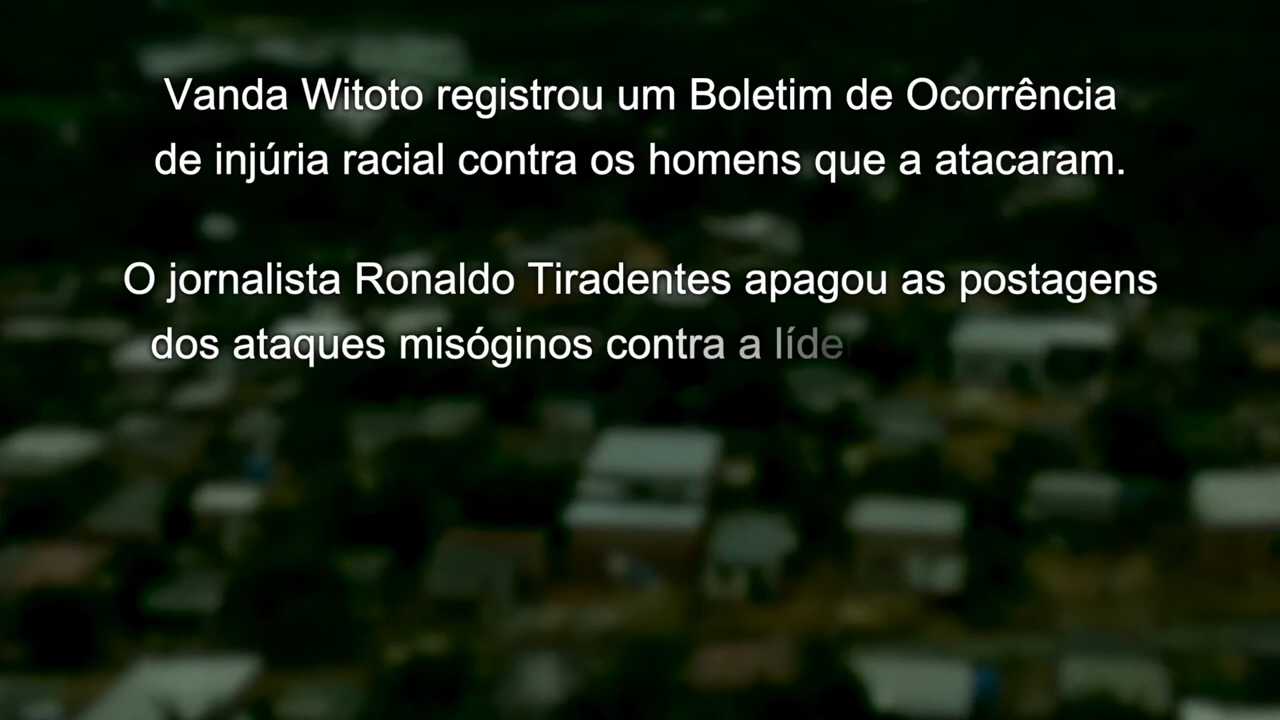 Vanda Witoto registrou um Boletim de Ocorrência
de injúria racial contra os homens que a atacaram.
O jornalista Ronaldo Tiradentes apagou as postagens
dos ataques misóginos contra a líde